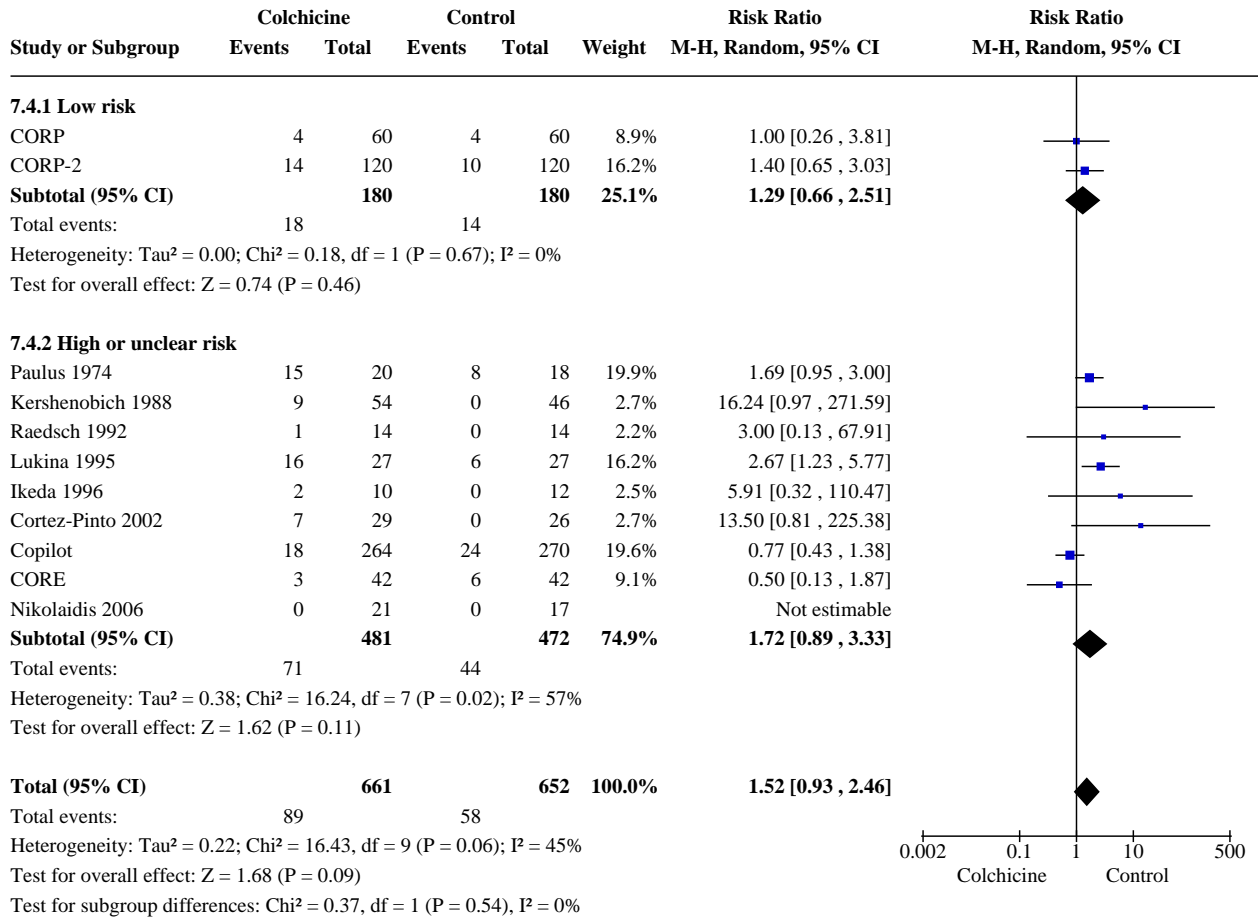 Colchicine Control Risk Ratio Risk Ratio
Study or Subgroup Events Total Events Total Weight M-H, Random, 95% CI M-H, Random, 95% CI
7.4.1 Low risk
CORP 4 60 4 60 8.9% 1.00 [0.26 , 3.81]
CORP-2 14 120 10 120 16.2% 1.40 [0.65 , 3.03]
Subtotal (95% CI) 180 180 25.1% 1.29 [0.66 , 2.51]
Total events: 18 14
Heterogeneity: Tau² = 0.00; Chi² = 0.18, df = 1 (P = 0.67); I² = 0%
Test for overall effect: Z = 0.74 (P = 0.46)
7.4.2 High or unclear risk
Paulus 1974 15 20 8 18 19.9% 1.69 [0.95 , 3.00]
Kershenobich 1988 9 54 0 46 2.7% 16.24 [0.97 , 271.59]
Raedsch 1992 1 14 0 14 2.2% 3.00 [0.13 , 67.91]
Lukina 1995 16 27 6 27 16.2% 2.67 [1.23 , 5.77]
Ikeda 1996 2 10 0 12 2.5% 5.91 [0.32 , 110.47]
Cortez-Pinto 2002 7 29 0 26 2.7% 13.50 [0.81 , 225.38]
Copilot 18 264 24 270 19.6% 0.77 [0.43 , 1.38]
CORE 3 42 6 42 9.1% 0.50 [0.13 , 1.87]
Nikolaidis 2006 0 21 0 17 Not estimable
Subtotal (95% CI) 481 472 74.9% 1.72 [0.89 , 3.33]
Total events: 71 44
Heterogeneity: Tau² = 0.38; Chi² = 16.24, df = 7 (P = 0.02); I² = 57%
Test for overall effect: Z = 1.62 (P = 0.11)
Total (95% CI) 661 652 100.0% 1.52 [0.93 , 2.46]
Total events: 89 58
Heterogeneity: Tau² = 0.22; Chi² = 16.43, df = 9 (P = 0.06); I² = 45%
0.002 0.1 1 10 500
Test for overall effect: Z = 1.68 (P = 0.09)
Colchicine Control
Test for subgroup differences: Chi² = 0.37, df = 1 (P = 0.54), I² = 0%